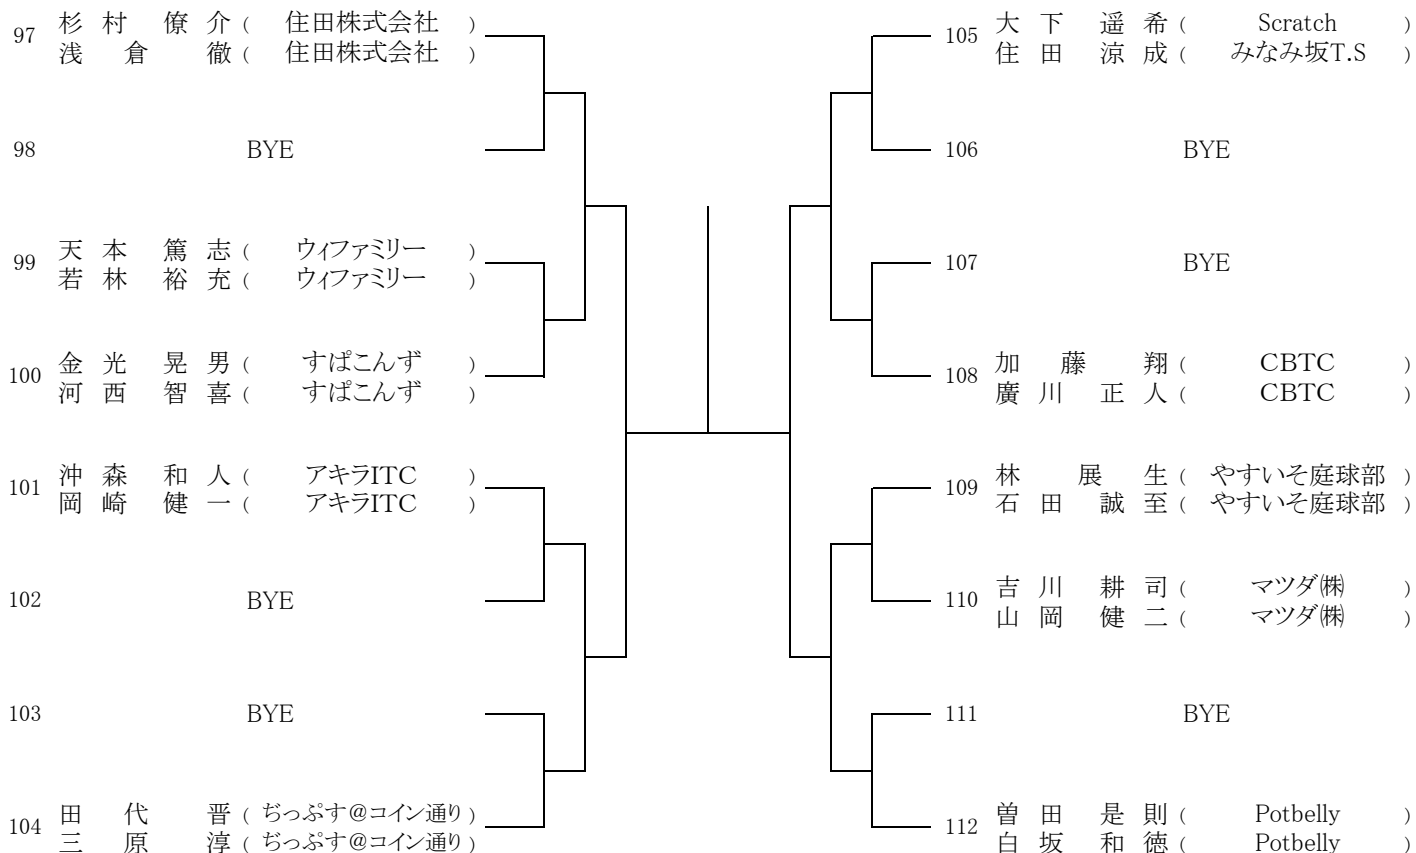 97 杉村 僚介 ( 住田株式会社 )
浅倉 徹 ( 住田株式会社 )
98 BYE
99 天本 篤志 ( ウィファミリー )
若林 裕充 ( ウィファミリー )
100 金光 晃男 ( すぱこんず )
河西 智喜 ( すぱこんず )
101 沖森 和人 ( アキラITC )
岡崎 健一 ( アキラITC )
102 BYE
103 BYE
104 田代 晋 ( ぢっぷす@コイン通り )
三原 淳 ( ぢっぷす@コイン通り )
105 大下 遥希 ( Scratch )
住田 涼成 ( みなみ坂T.S )
106 BYE
107 BYE
108 加藤 翔 ( CBTC )
廣川 正人 ( CBTC )
109 林 展生 ( やすいそ庭球部 )
石田 誠至 ( やすいそ庭球部 )
110 吉川 耕司 ( マツダ㈱ )
山岡 健二 ( マツダ㈱ )
111 BYE
112 曽田 是則 ( Potbelly )
白坂 和徳 ( Potbelly )